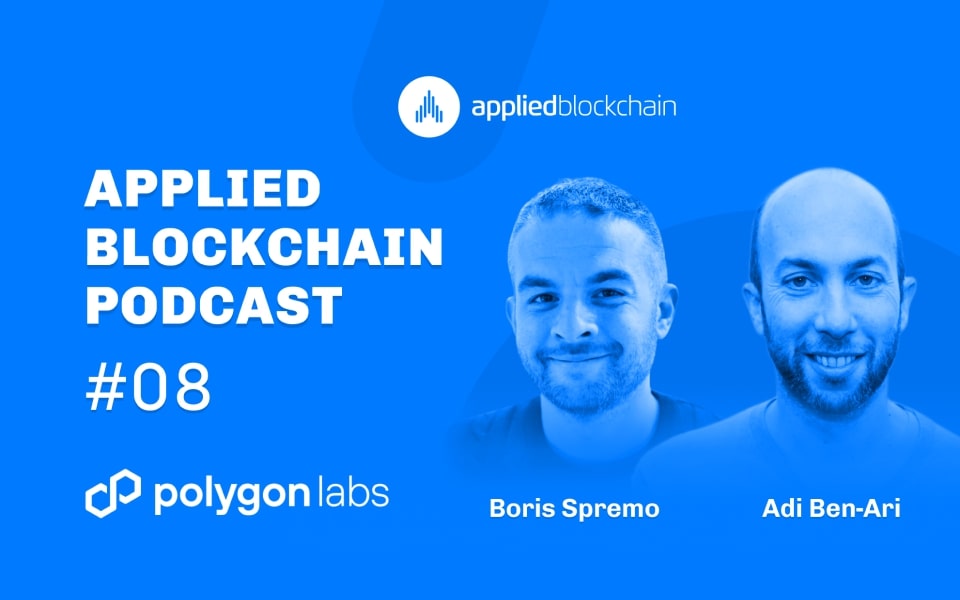 appliedblockchain
APPLIED
BLOCKCHAIN
PODCAST
#08
polygon labs
Boris Spremo
Adi Ben-Ari